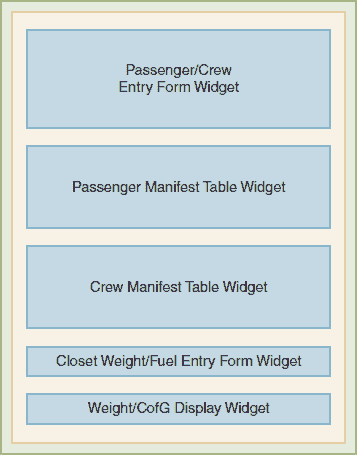 Passenger/Crew
Entry Form Widget
Passenger Manifest Table Widget
Crew Manifest Table Widget
Closet Weight/Fuel Entry Form Widget
Weight/CofG Display Widget